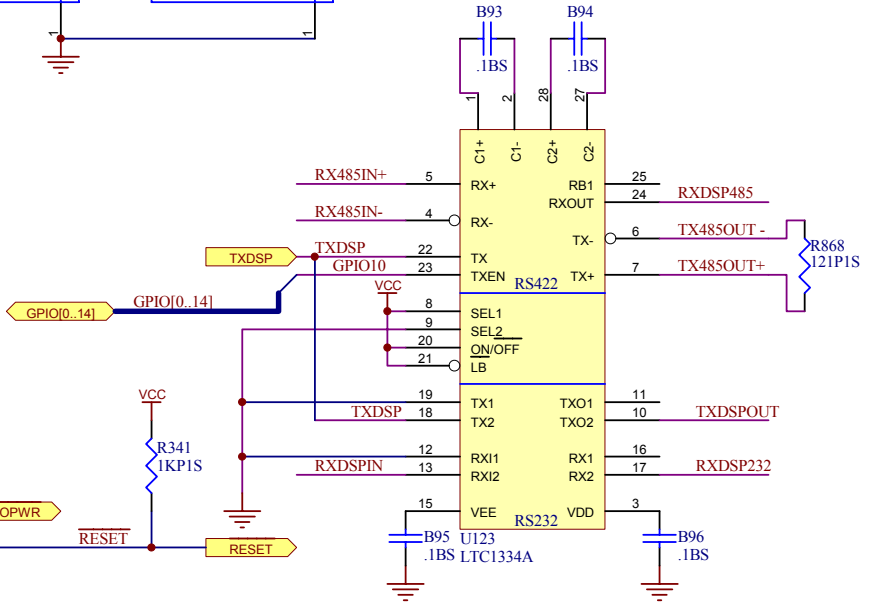 B93
B94
.1BS
.1BS
1
1
1
2
28
27
C1+
C1-
C2+
C2-
RX485IN+
5
RX+
RB1
25
RXOUT
24
RXDSP485
RX485IN-
4
RX-
TX-
6
TX485OUT -
TXDSP
TXDSP
22
TX
R868
121P1S
GPIO10
23
TXEN
TX+
7
TX485OUT+
RS422
GPIO[0..14]
GPIO[0..14]
VCC
8
SEL1
9
SEL2
20
ON/OFF
21
LB
19
TX1
TXO1
11
TXDSP
18
TX2
TXO2
10
TXDSPOUT
VCC
R341
1KP1S
12
RXI1
RX1
16
RXDSPIN
13
RXI2
RX2
17
RXDSP232
15
VEE
VDD
3
RS232
OPWR
RESET
RESET
B95
.1BS
U123
LTC1334A
B96
.1BS